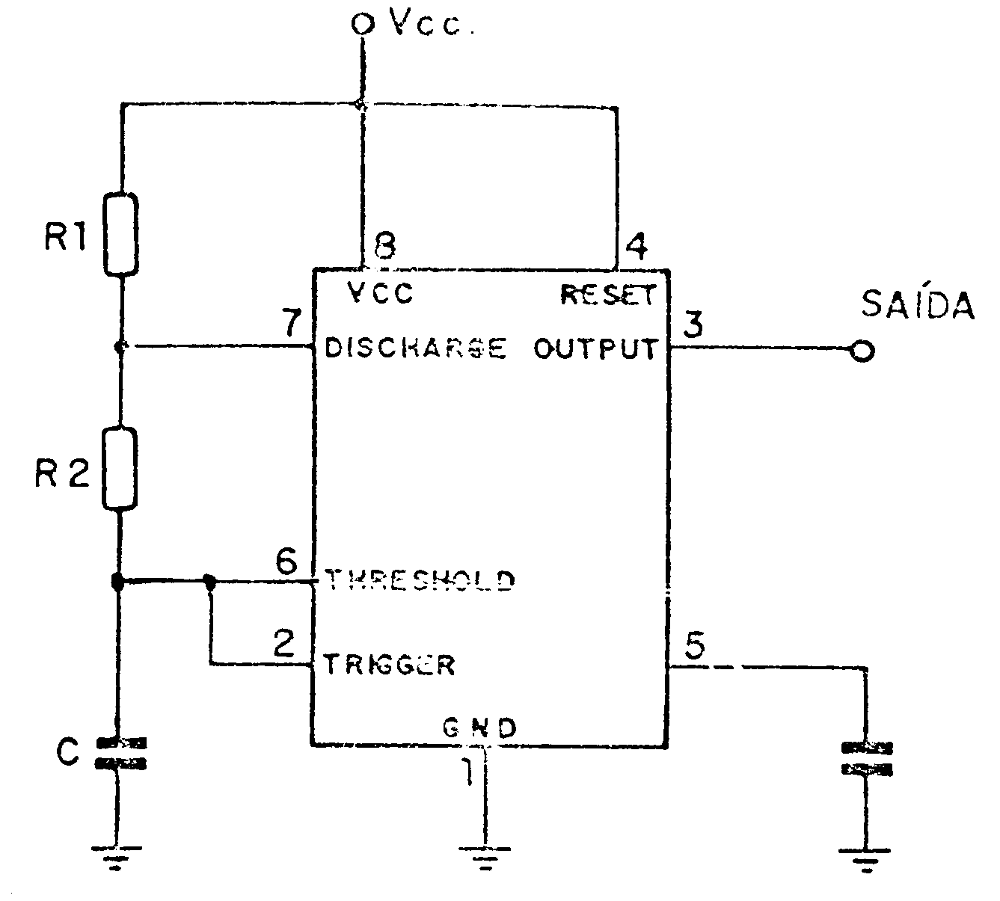 Vcc.
R1
8
4
VCC
RESET
SAÍDA
7
3
DISCHARGE
OUTPUT
R2
6
THRESHOLD
2
TRIGGER
5
GND
C
1